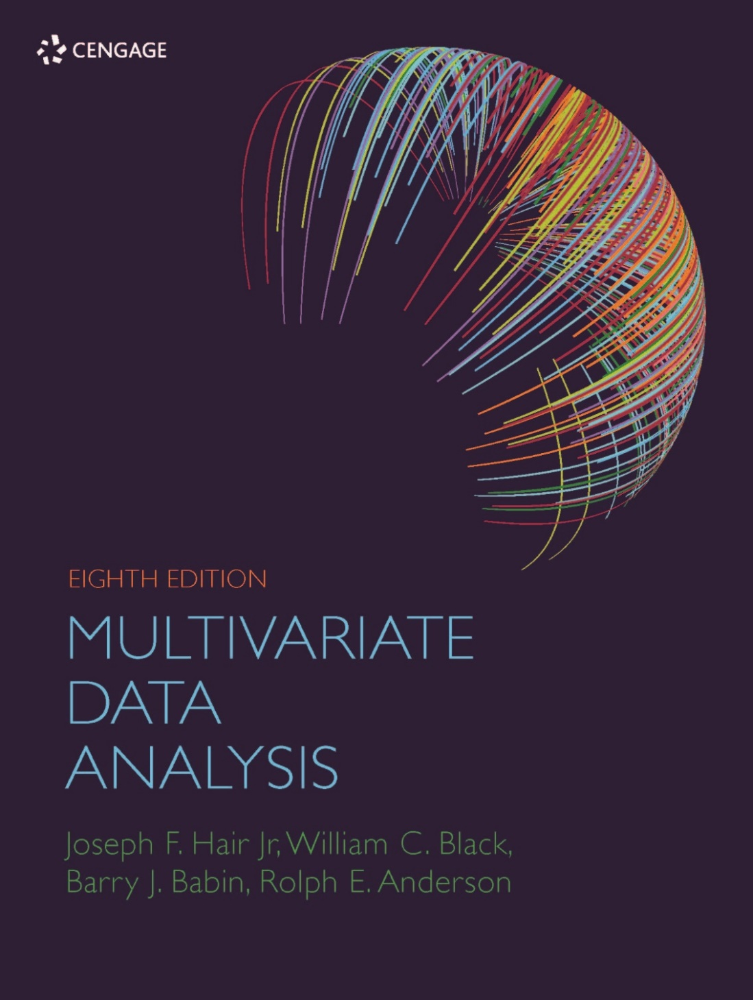 CENGAGE
EIGHTH EDITION
MULTIVARIATE
DATA
ANALYSIS
Joseph F. Hair Jr, William C. Black,
Barry J. Babin, Rolph E. Anderson